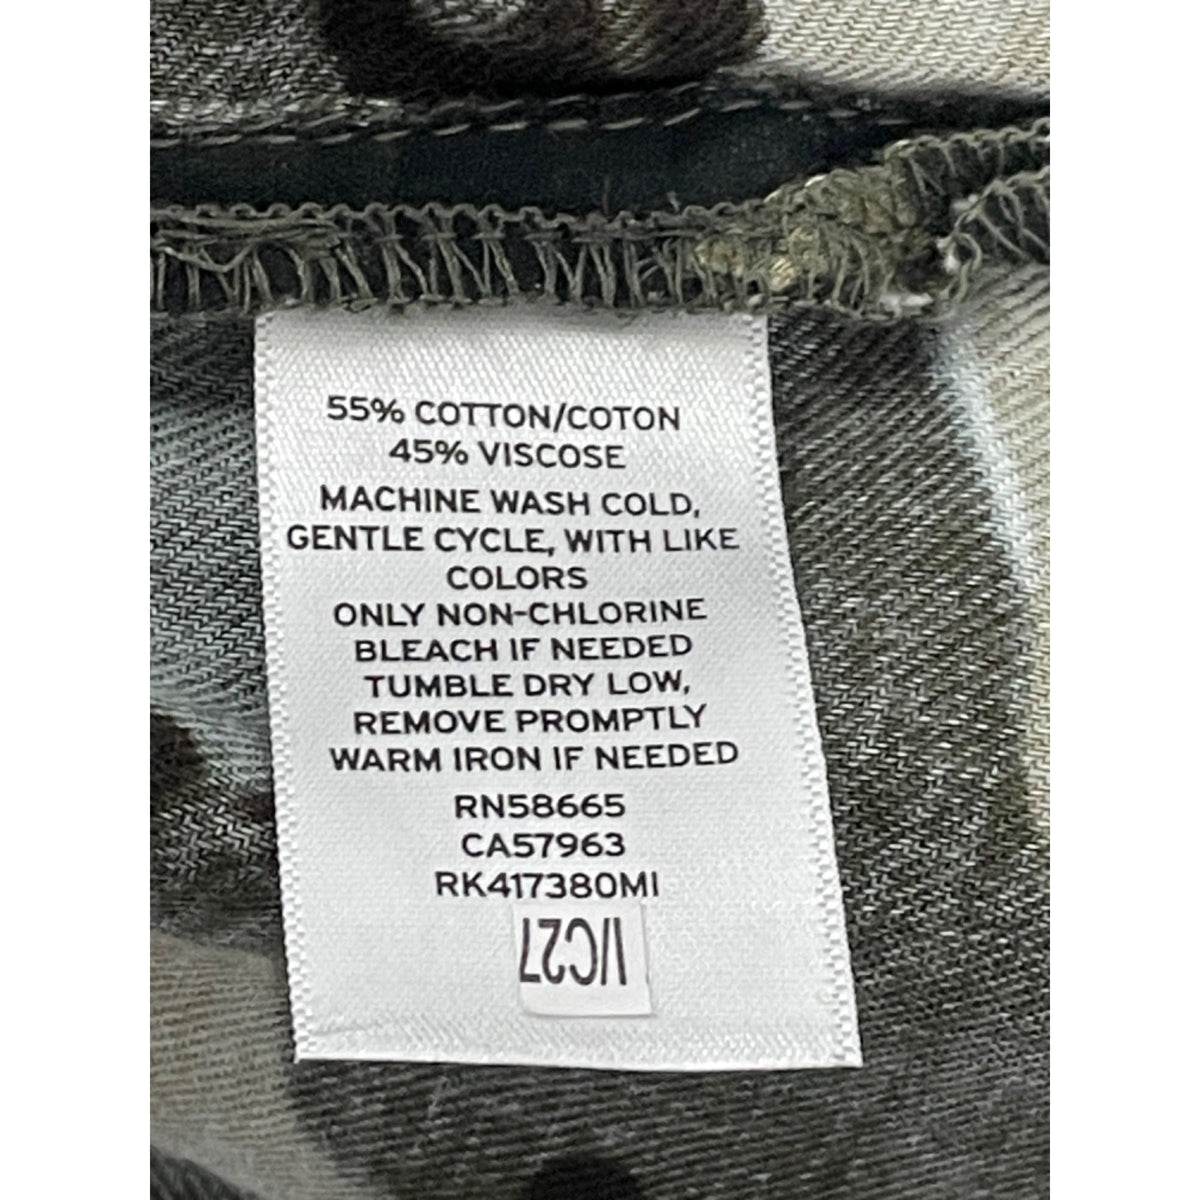 55% COTTON/COTON
45% VISCOSE
MACHINE WASH COLD,
GENTLE CYCLE, WITH LIKE
COLORS
ONLY NON-CHLORINE
BLEACH IF NEEDED
TUMBLE DRY LOW,
REMOVE PROMPTLY
WARM IRON IF NEEDED
RN58665
CA57963
RK417380MI
I/C27